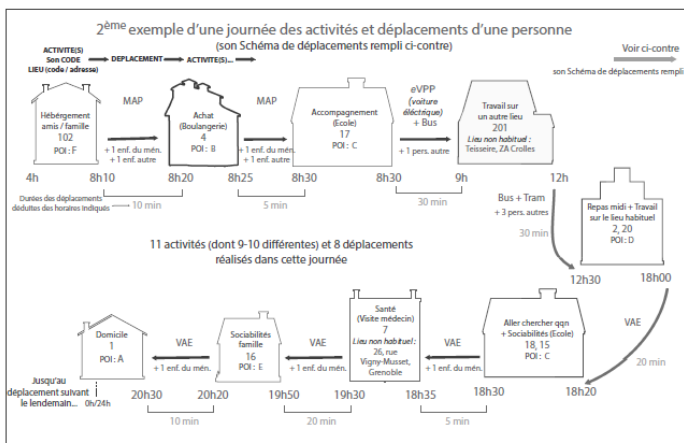 2ème exemple d'une journée des activités et déplacements d'une personne
(son Schéma de déplacements rempli ci-contre)
Voir ci-contre
son Schéma de déplacements rempli
ACTIVITE(S)
Son CODE
LIEU (code / adresse)
DEPLACEMENT
ACTIVITE(S)...
Hébergement
amis / famille
102
POI : F
MAP
+ 1 enf. du mén.
+ 1 enf. autre
Achat
(Boulangerie)
4
POI : B
MAP
+ 1 enf. du mén.
+ 1 enf. autre
Accompagnement
(Ecole)
17
POI : C
eVPP
(voiture
électrique)
+ Bus
+ 1 pers. autre
Travail sur
un autre lieu
201
Lieu non habituel :
Teisseire, ZA Crolles
4h
8h10
8h20
8h25
8h30
8h30
9h
12h
Durées des déplacements
déduites des horaires indiqués
10 min
5 min
30 min
Bus + Tram
+ 3 pers. autres
30 min
Repas midi + Travail
sur le lieu habituel
2, 20
POI : D
12h30
18h00
11 activités (dont 9-10 différentes) et 8 déplacements
réalisés dans cette journée
VAE
20 min
Domicile
1
POI : A
VAE
+ 1 enf. du mén.
Sociabilités
famille
16
POI : E
VAE
+ 1 enf. du mén.
Santé
(Visite médecin)
7
Lieu non habituel :
26, rue
Vigny-Musset,
Grenoble
VAE
+ 1 enf. du mén.
Aller chercher qqn
+ Sociabilités (Ecole)
18, 15
POI : C
Jusqu'au
déplacement suivant
le lendemain...
0h/24h
20h30
20h20
19h50
19h30
18h35
18h30
18h20
10 min
20 min
5 min